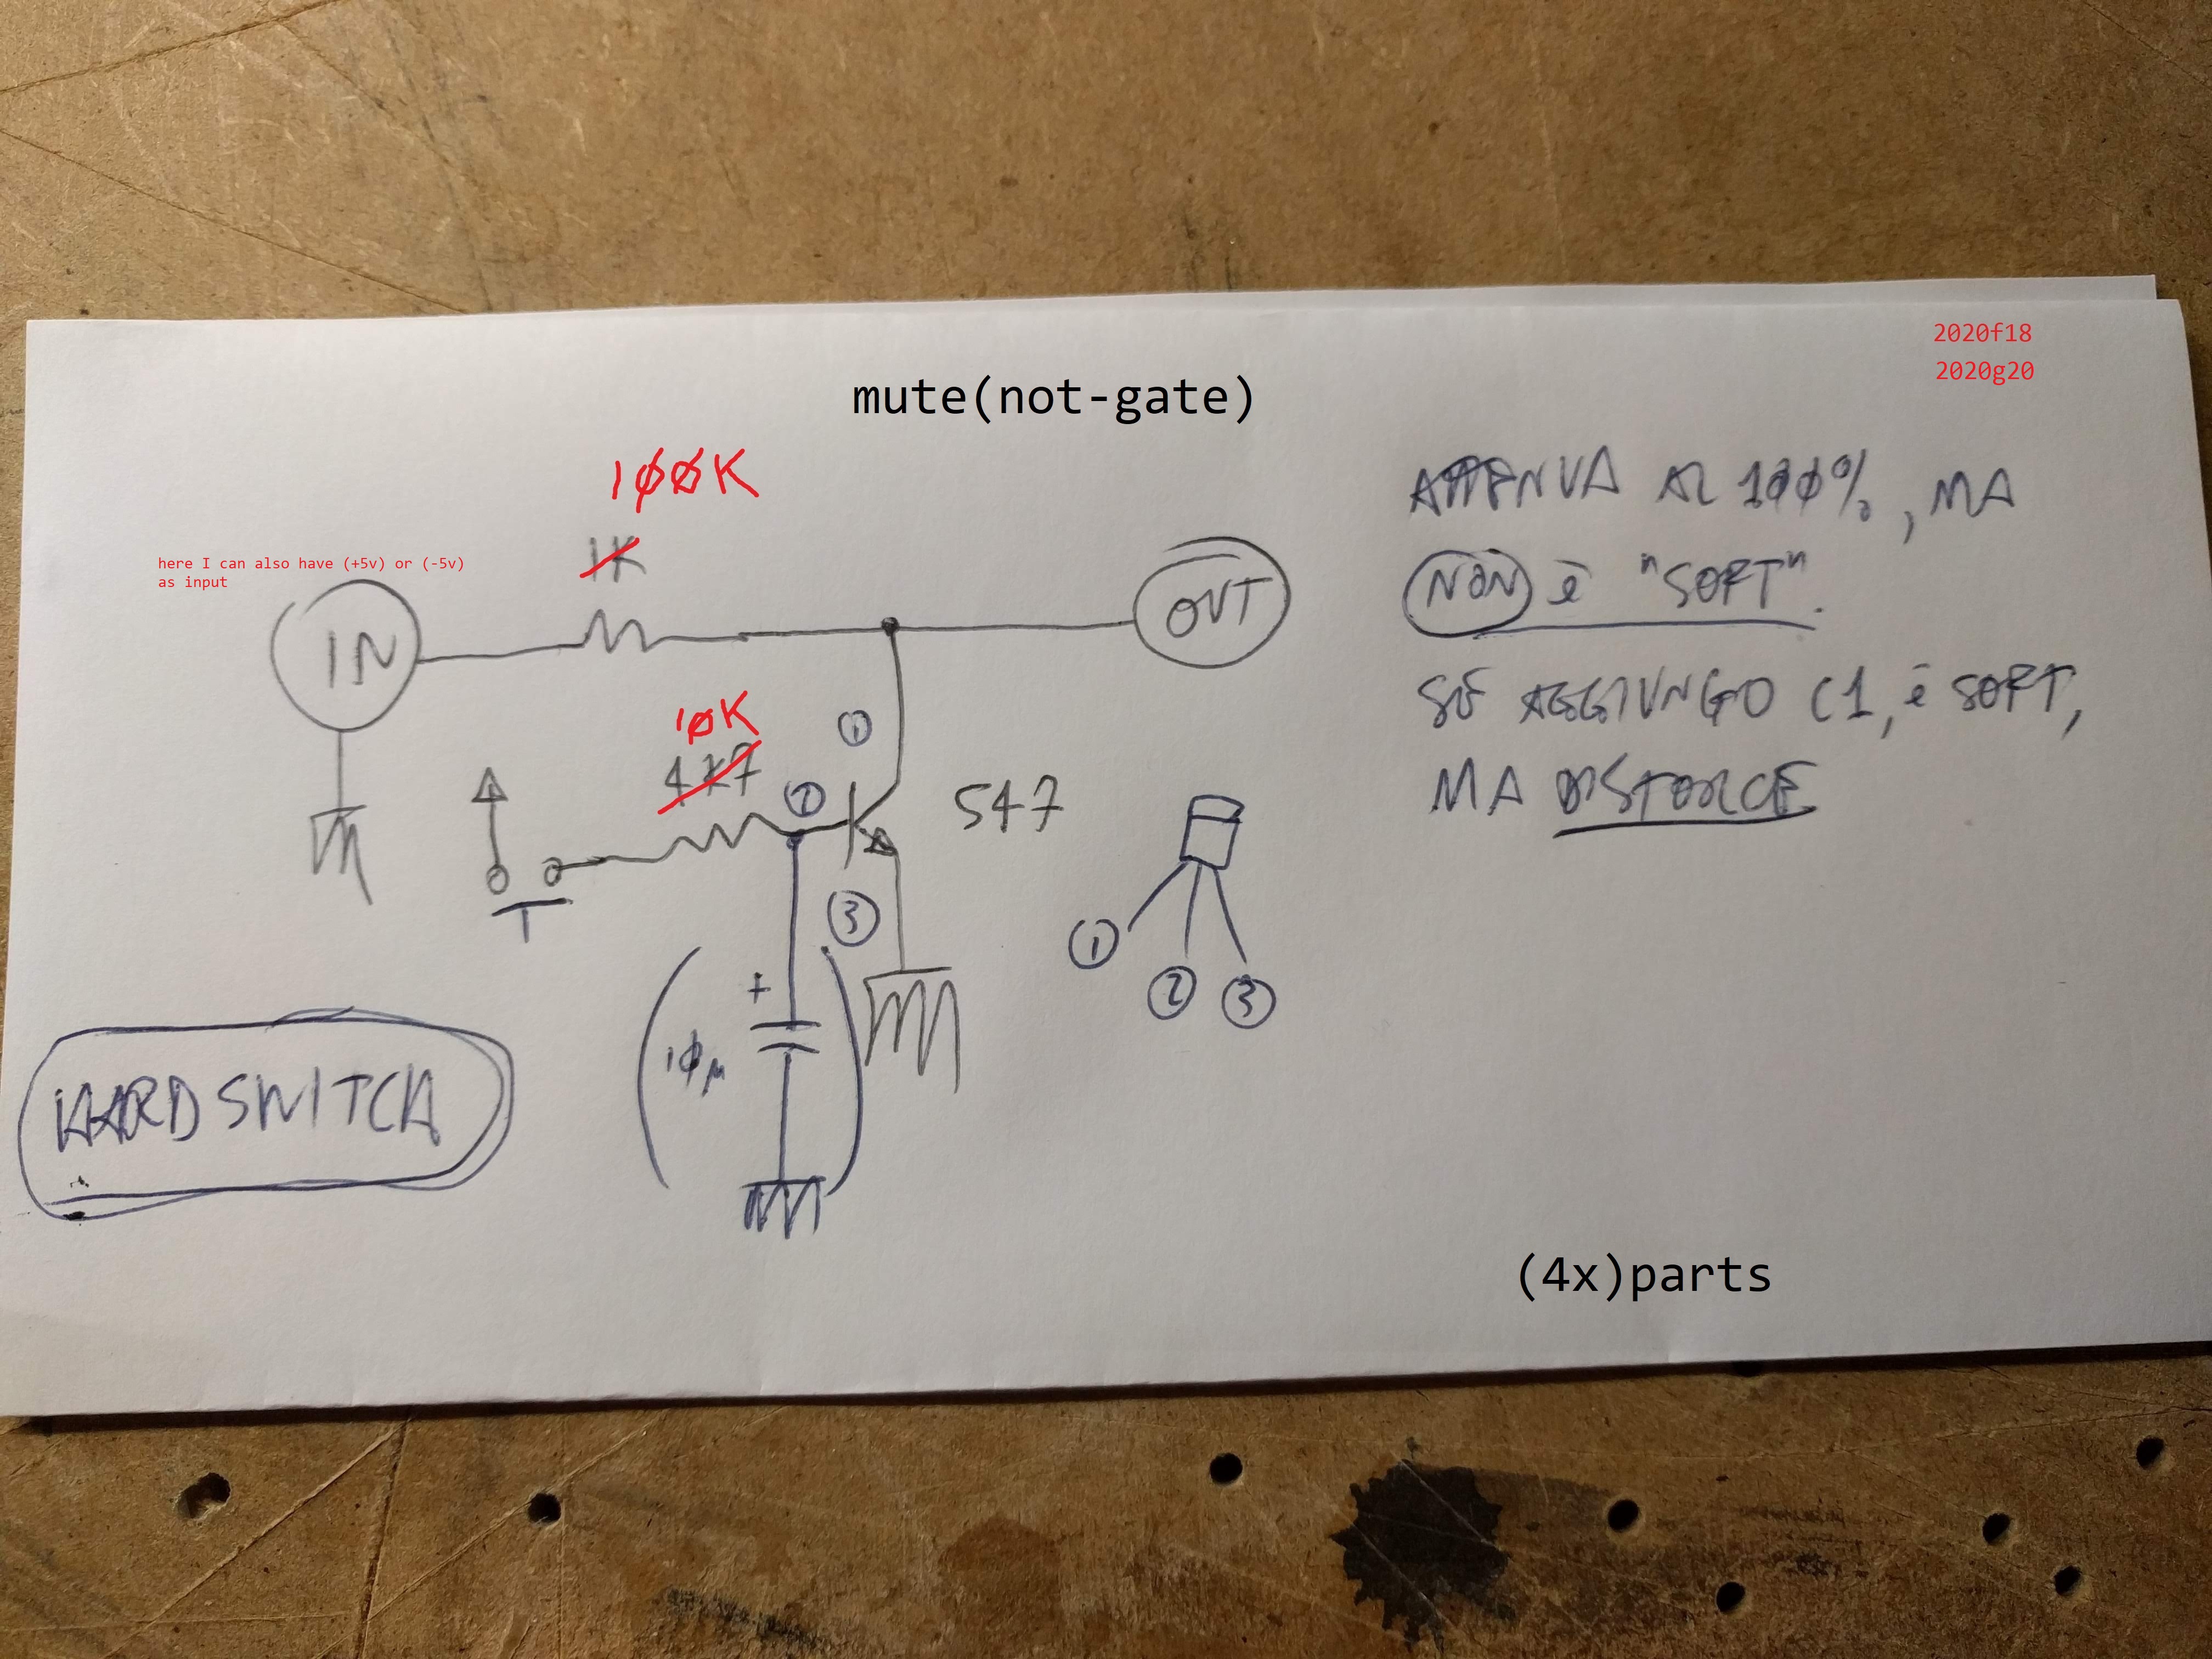 2020f18
2020g20
mute(not-gate)
100K
1K
here I can also have (+5v) or (-5v)
as input
IN
OUT
ATTENUA AL 100%, MA
NON è "SOFT".
SE AGGIUNGO C1, è SOFT,
MA DISTORCE
10K
4K7
1
2
3
547
1
2
3
+
10µ
HARD SWITCH
(4x)parts